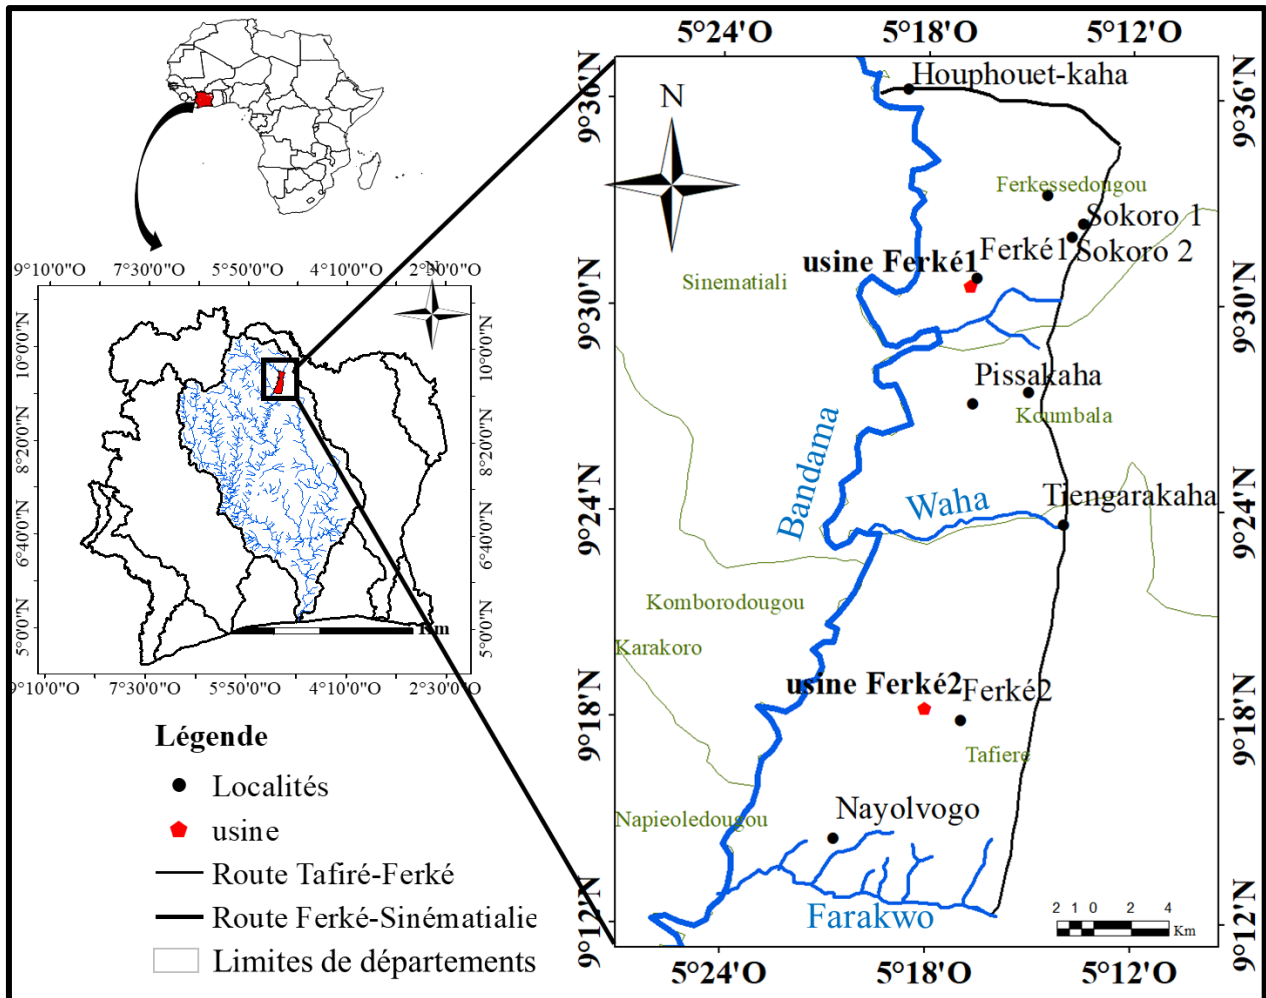 5°24'O 5°18'O 5°12'O
9°36'N
Houphouet-kaha
9°36'N
N
Ferkessedougou
Sokoro 1
Ferké1
Sokoro 2
usine Ferké1
Sinematiali
9°30'N
9°30'N
Pissakaha
Koumbala
Bandama
Waha
Tiengarakaha
9°24'N
9°24'N
Komborodougou
Karakoro
usine Ferké2
Ferké2
9°18'N
9°18'N
Tafiere
Napieoledougou
Nayolvogo
Farakwo
9°12'N
9°12'N
2 1 0 2 4
Km
5°24'O 5°18'O 5°12'O
9°10'0"O 7°30'0"O 5°50'0"O 4°10'0"O 2°30'0"O
N
10°0'0"N
10°0'0"N
8°20'0"N
8°20'0"N
6°40'0"N
6°40'0"N
5°0'0"N
5°0'0"N
Km
9°10'0"O 7°30'0"O 5°50'0"O 4°10'0"O 2°30'0"O
Légende
Localités
usine
Route Tafiré-Ferké
Route Ferké-Sinématialie
Limites de départements